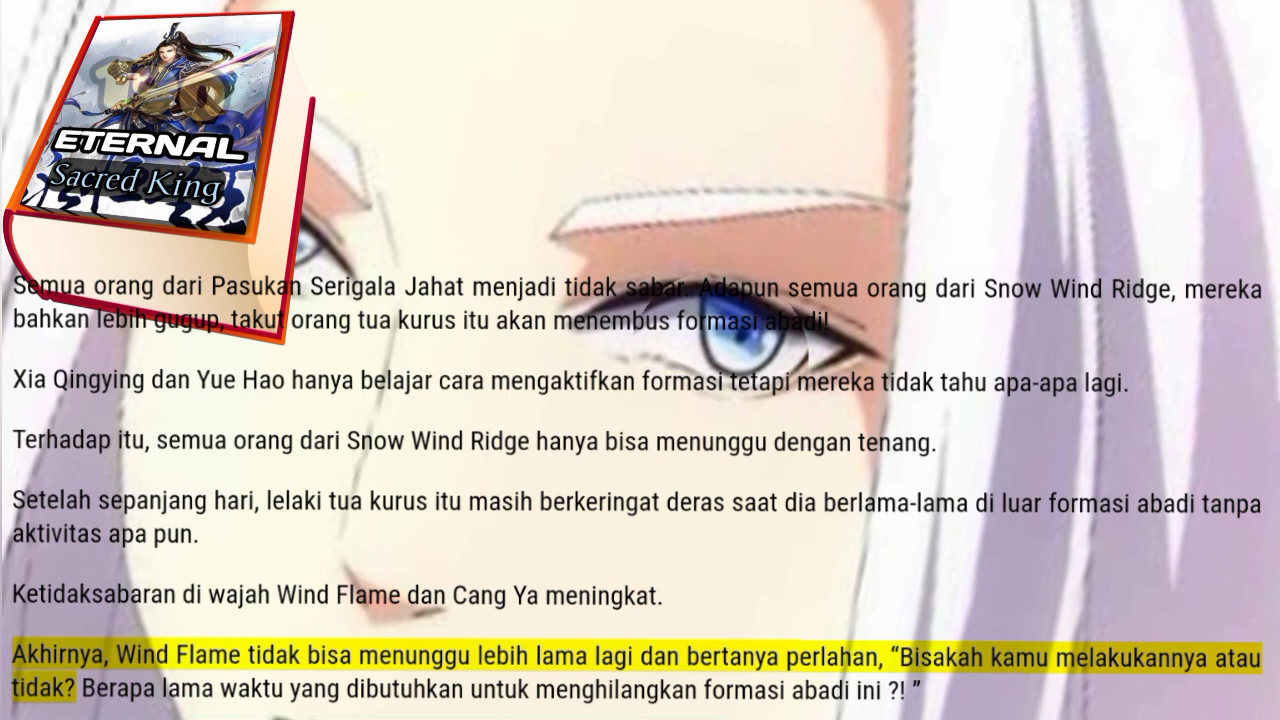 ETERNAL
Sacred King
Semua orang dari Pasukan Serigala Jahat menjadi tidak sabar. Adapun semua orang dari Snow Wind Ridge, mereka
bahkan lebih gugup, takut orang tua kurus itu akan menembus formasi abadi!
Xia Qingying dan Yue Hao hanya belajar cara mengaktifkan formasi tetapi mereka tidak tahu apa-apa lagi.
Terhadap itu, semua orang dari Snow Wind Ridge hanya bisa menunggu dengan tenang.
Setelah sepanjang hari, lelaki tua kurus itu masih berkeringat deras saat dia berlama-lama di luar formasi abadi tanpa
aktivitas apa pun.
Ketidaksabaran di wajah Wind Flame dan Cang Ya meningkat.
Akhirnya, Wind Flame tidak bisa menunggu lebih lama lagi dan bertanya perlahan, “Bisakah kamu melakukannya atau
tidak? Berapa lama waktu yang dibutuhkan untuk menghilangkan formasi abadi ini ?! ”